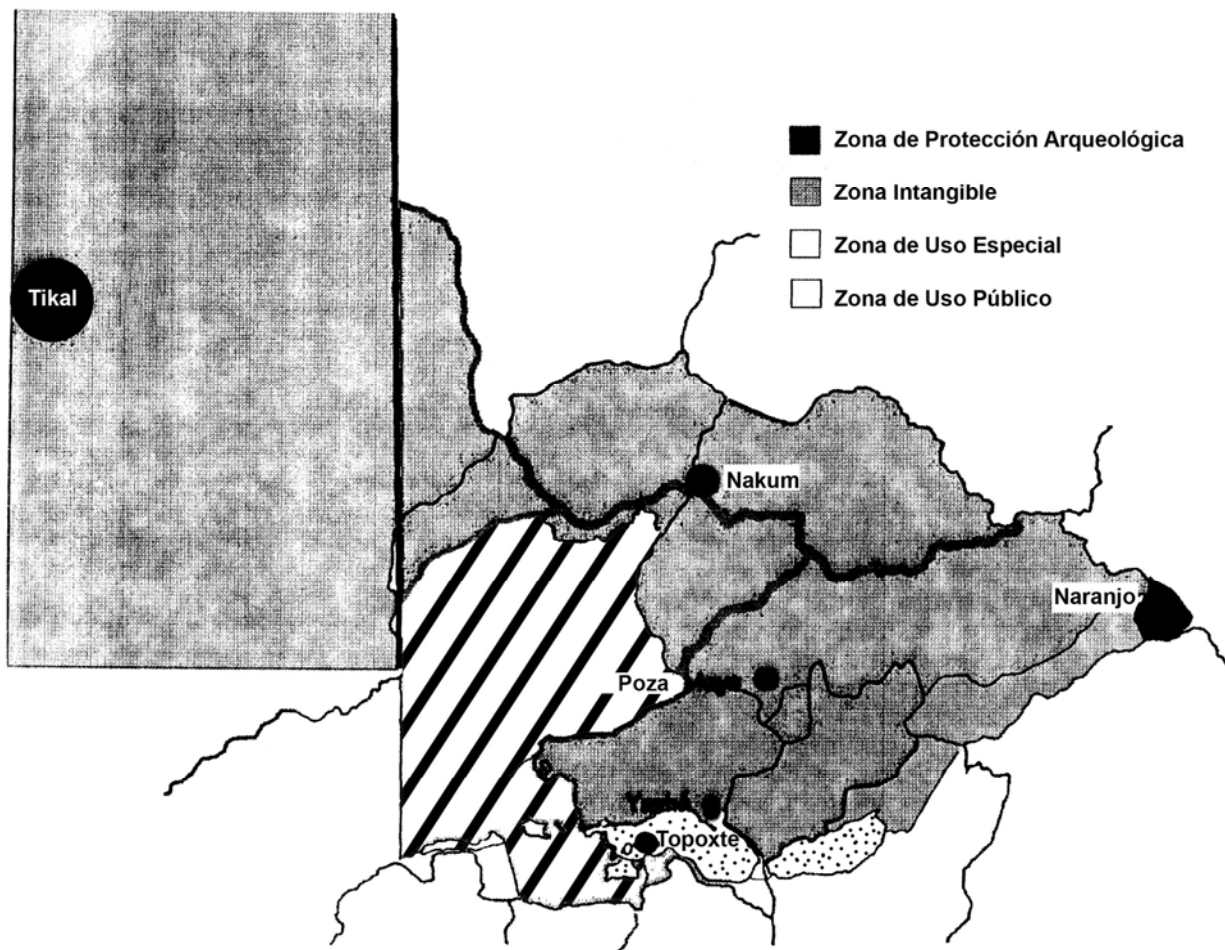 Zona de Protección Arqueológica
Zona Intangible
Zona de Uso Especial
Zona de Uso Público
Tikal
Nakum
Naranjo
Poza
Topoxte